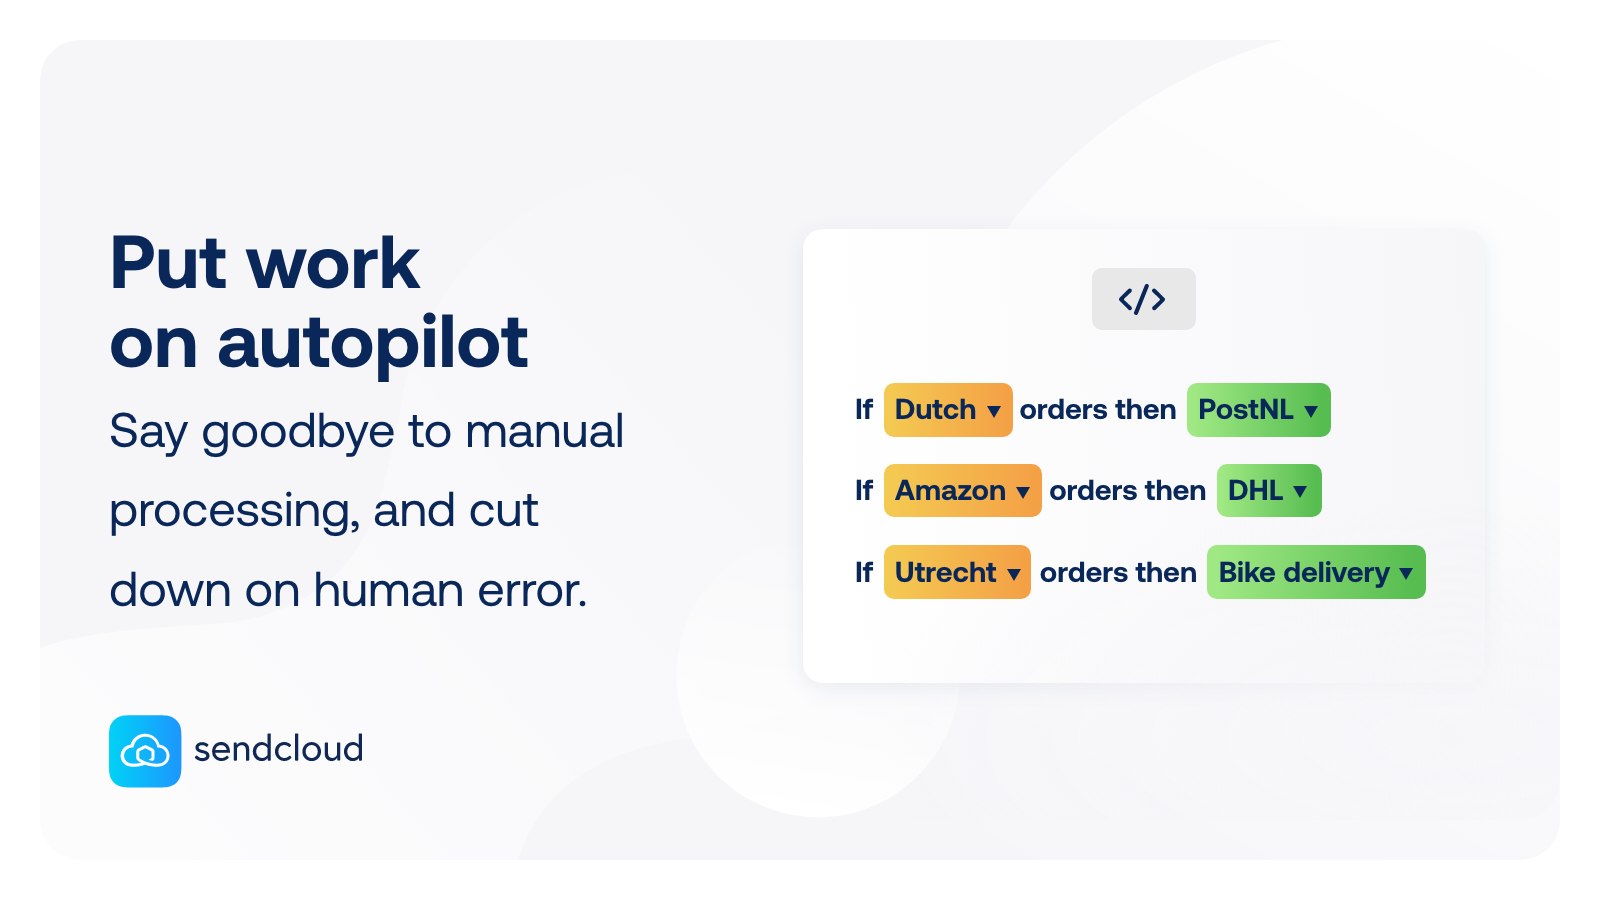 Put work
on autopilot
Say goodbye to manual
processing, and cut
down on human error.
sendcloud
</>
If Dutch ▼ orders then PostNL ▼
If Amazon ▼ orders then DHL ▼
If Utrecht ▼ orders then Bike delivery ▼